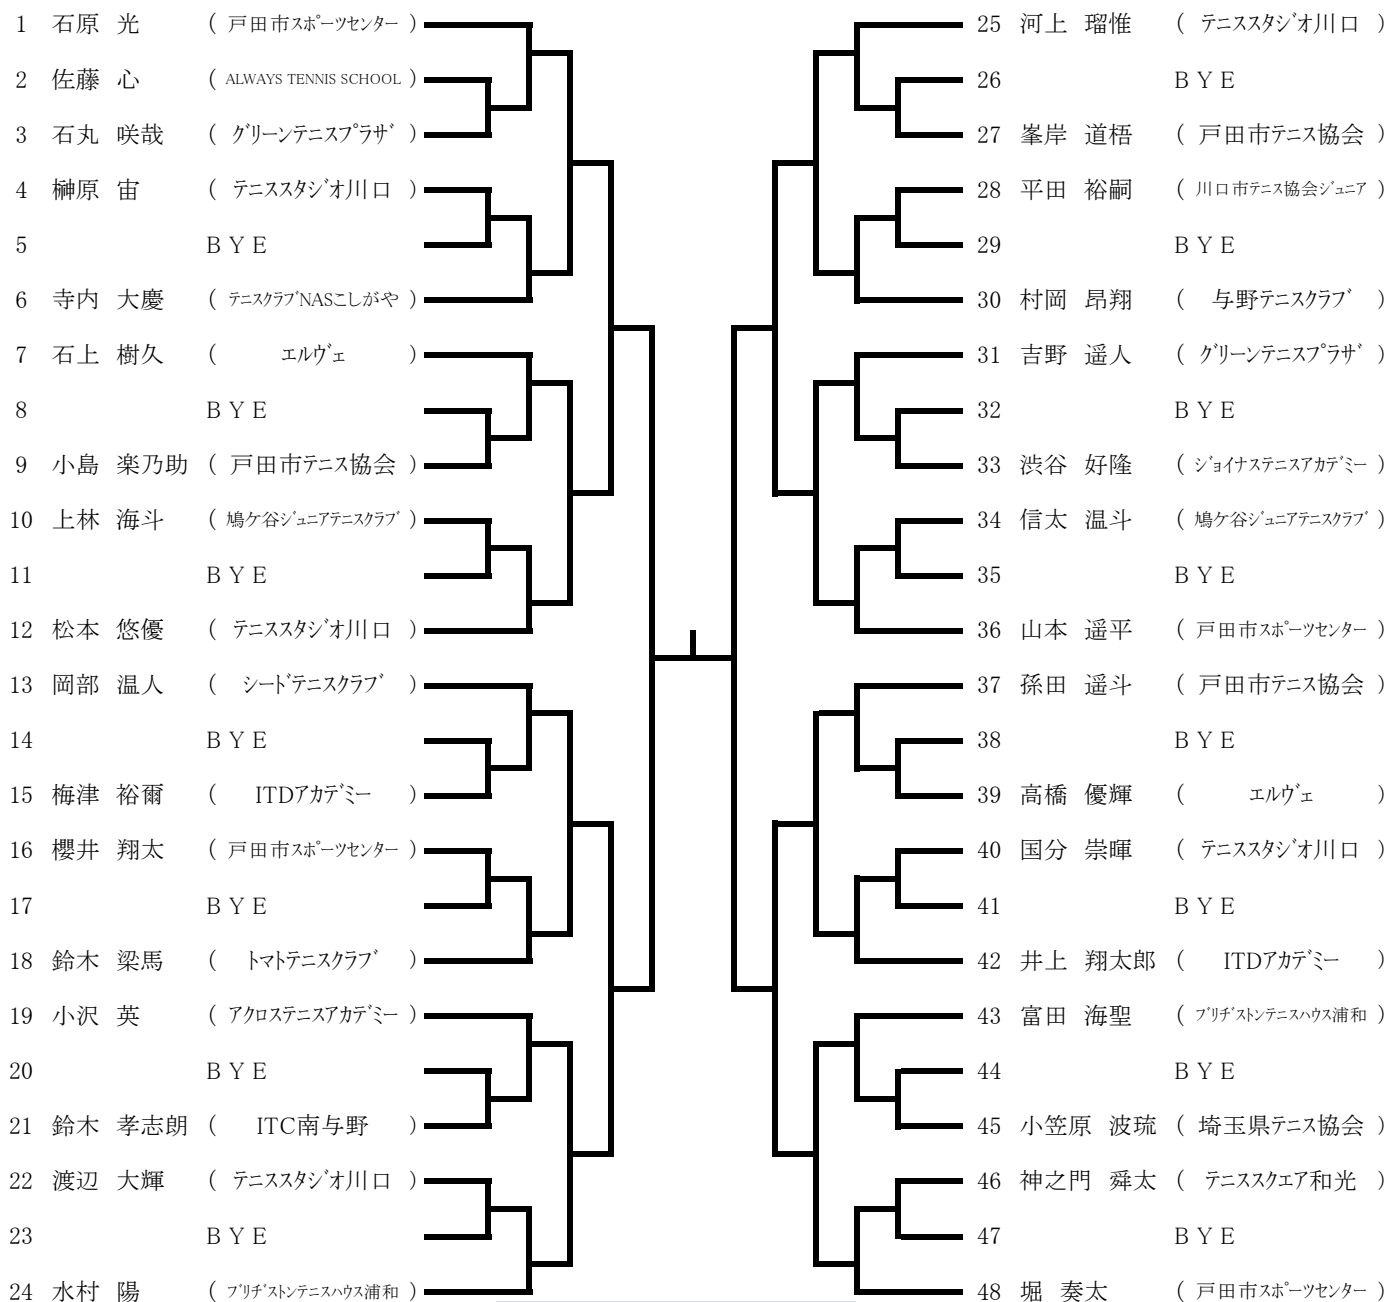 1 石原 光 ( 戸田市スポーツセンター )
2 佐藤 心 ( ALWAYS TENNIS SCHOOL )
3 石丸 咲哉 ( グリーンテニスプラザ )
4 榊原 宙 ( テニススタジオ川口 )
5 BYE
6 寺内 大慶 ( テニスクラブNASこしがや )
7 石上 樹久 ( エルヴェ )
8 BYE
9 小島 楽乃助 ( 戸田市テニス協会 )
10 上林 海斗 ( 鳩ケ谷ジュニアテニスクラブ )
11 BYE
12 松本 悠優 ( テニススタジオ川口 )
13 岡部 温人 ( シードテニスクラブ )
14 BYE
15 梅津 裕爾 ( ITDアカデミー )
16 櫻井 翔太 ( 戸田市スポーツセンター )
17 BYE
18 鈴木 梁馬 ( トマトテニスクラブ )
19 小沢 英 ( アクロステニスアカデミー )
20 BYE
21 鈴木 孝志朗 ( ITC南与野 )
22 渡辺 大輝 ( テニススタジオ川口 )
23 BYE
24 水村 陽 ( ブリヂストンテニスハウス浦和 )
25 河上 瑠惟 ( テニススタジオ川口 )
26 BYE
27 峯岸 道梧 ( 戸田市テニス協会 )
28 平田 裕嗣 ( 川口市テニス協会ジュニア )
29 BYE
30 村岡 昂翔 ( 与野テニスクラブ )
31 吉野 遥人 ( グリーンテニスプラザ )
32 BYE
33 渋谷 好隆 ( ジョイナステニスアカデミー )
34 信太 温斗 ( 鳩ケ谷ジュニアテニスクラブ )
35 BYE
36 山本 遥平 ( 戸田市スポーツセンター )
37 孫田 遥斗 ( 戸田市テニス協会 )
38 BYE
39 高橋 優輝 ( エルヴェ )
40 国分 崇暉 ( テニススタジオ川口 )
41 BYE
42 井上 翔太郎 ( ITDアカデミー )
43 富田 海聖 ( ブリヂストンテニスハウス浦和 )
44 BYE
45 小笠原 波琉 ( 埼玉県テニス協会 )
46 神之門 舜太 ( テニススクエア和光 )
47 BYE
48 堀 奏太 ( 戸田市スポーツセンター )